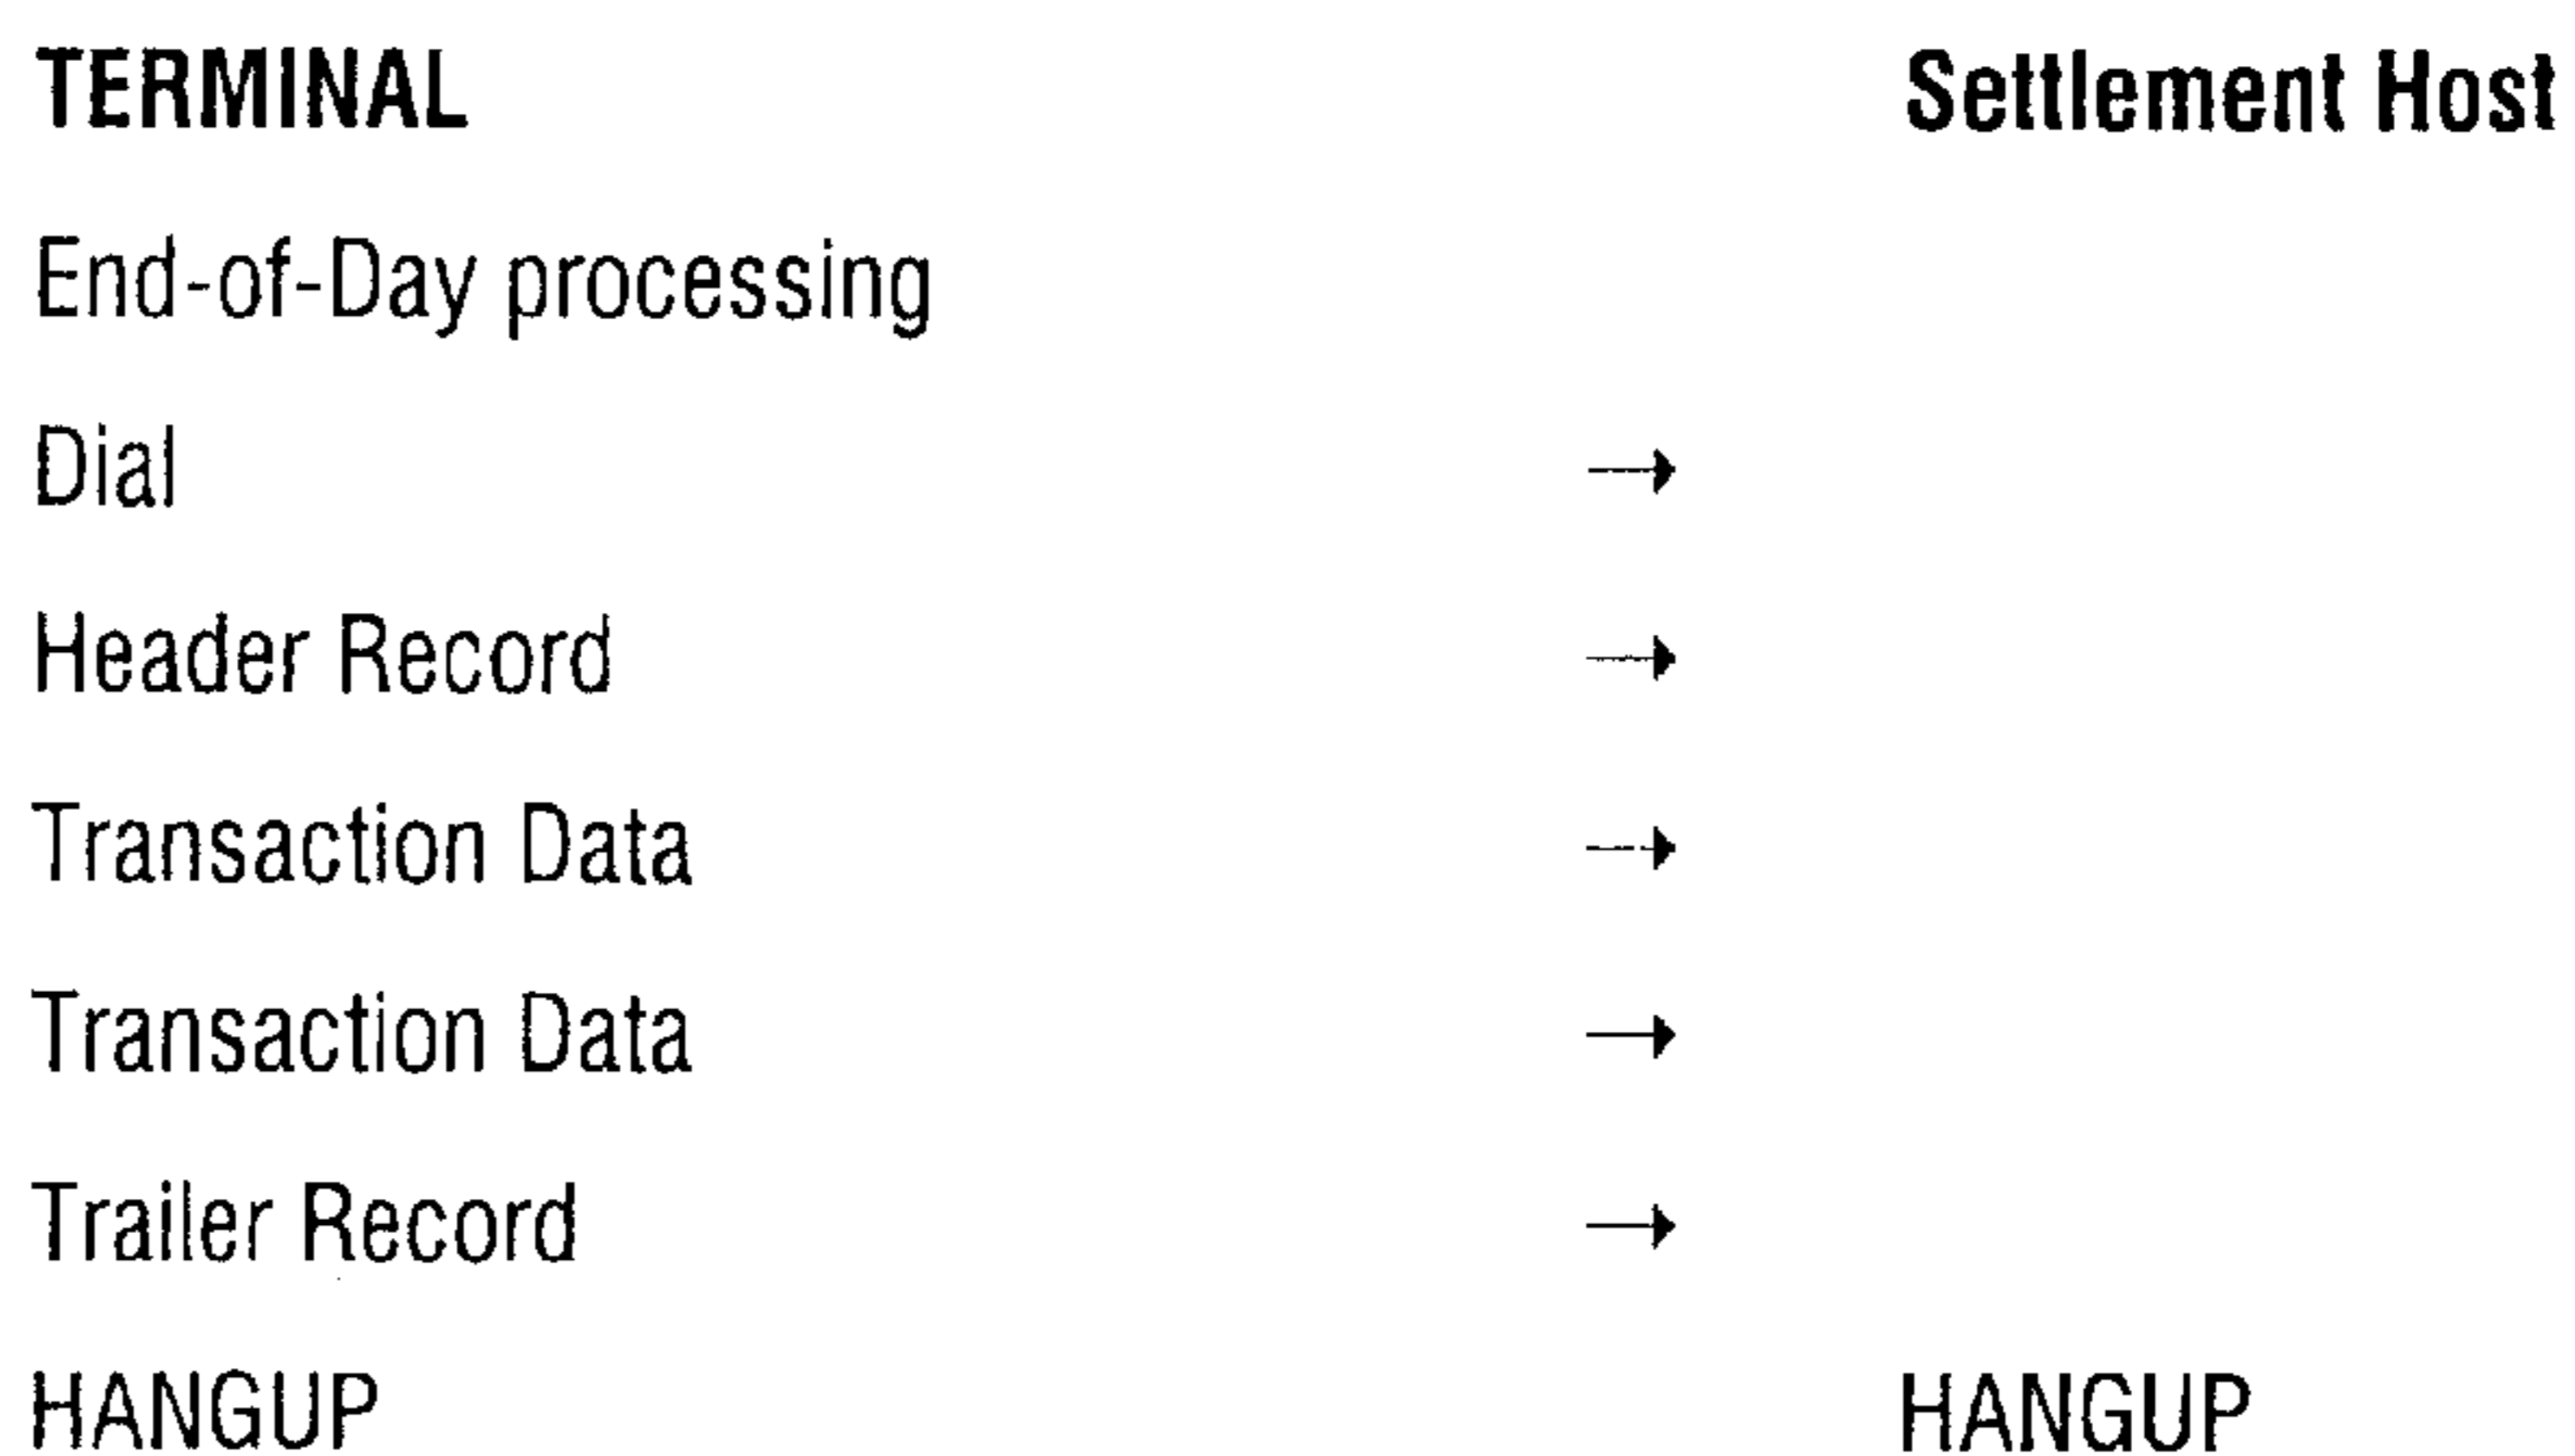 TERMINAL Settlement Host
End-of-Day processing
Dial →
Header Record →
Transaction Data →
Transaction Data →
Trailer Record →
HANGUP HANGUP